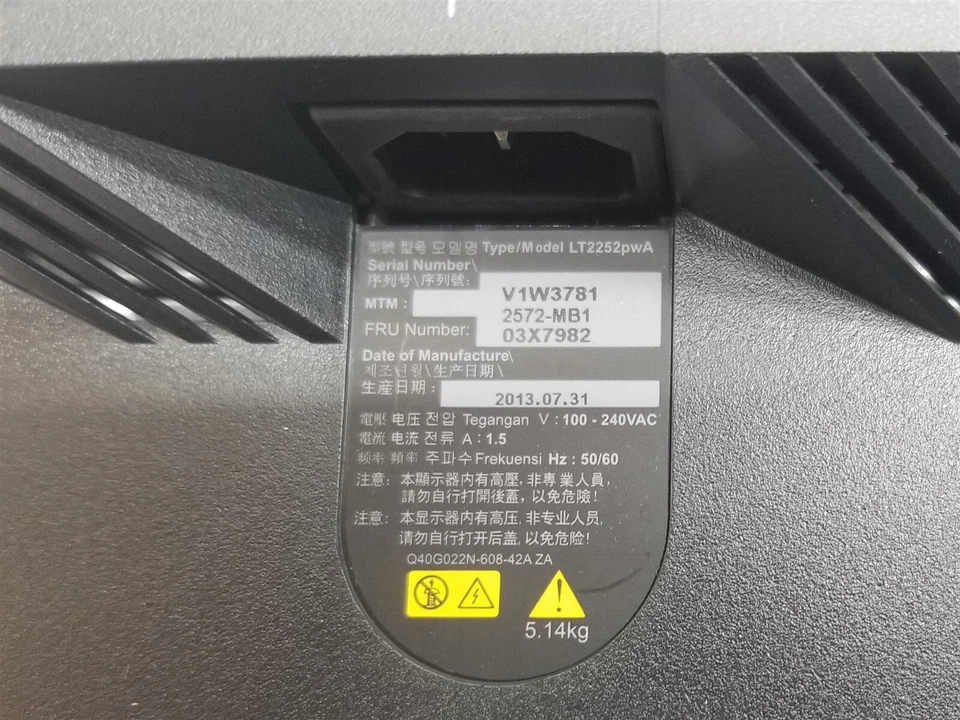 型號 型号 모델명 Type/Model LT2252pwA
Serial Number\
序列号\序列號:
V1W3781
MTM : 2572-MB1
FRU Number: 03X7982
Date of Manufacture\
제조년월\生产日期\
生産日期: 2013.07.31
電壓 电压 전압 Tegangan V : 100 - 240VAC
電流 电流 전류 A : 1.5
频率 頻率 주파수 Frekuensi Hz : 50/60
注意: 本顯示器内有高壓, 非專業人員,
請勿自行打開後蓋, 以免危險!
注意: 本显示器内有高压, 非专业人员,
请勿自行打开后盖, 以免危险!
Q40G022N-608-42A ZA
5.14kg